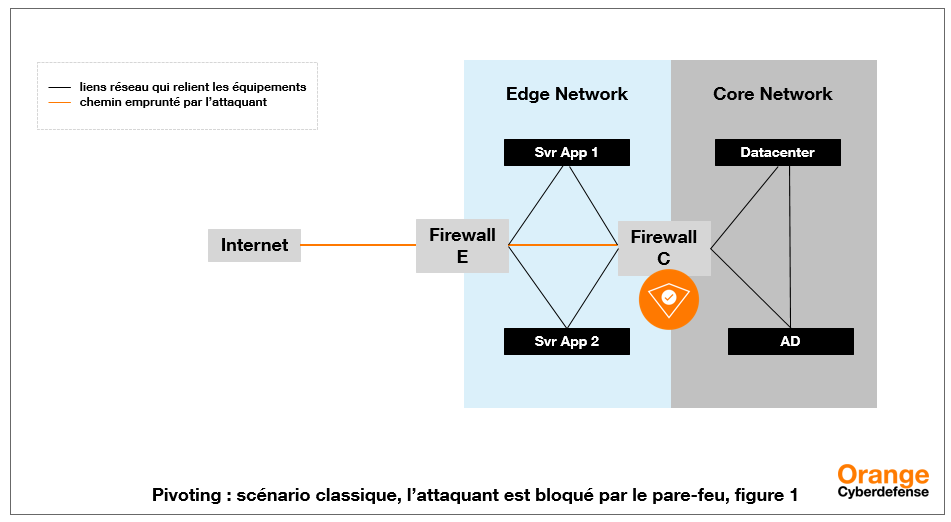 liens réseau qui relient les équipements
chemin emprunté par l'attaquant
Edge Network
Core Network
Svr App 1
Datacenter
Internet
Firewall
E
Firewall
C
Svr App 2
AD
Orange
Cyberdefense
Pivoting : scénario classique, l'attaquant est bloqué par le pare-feu, figure 1